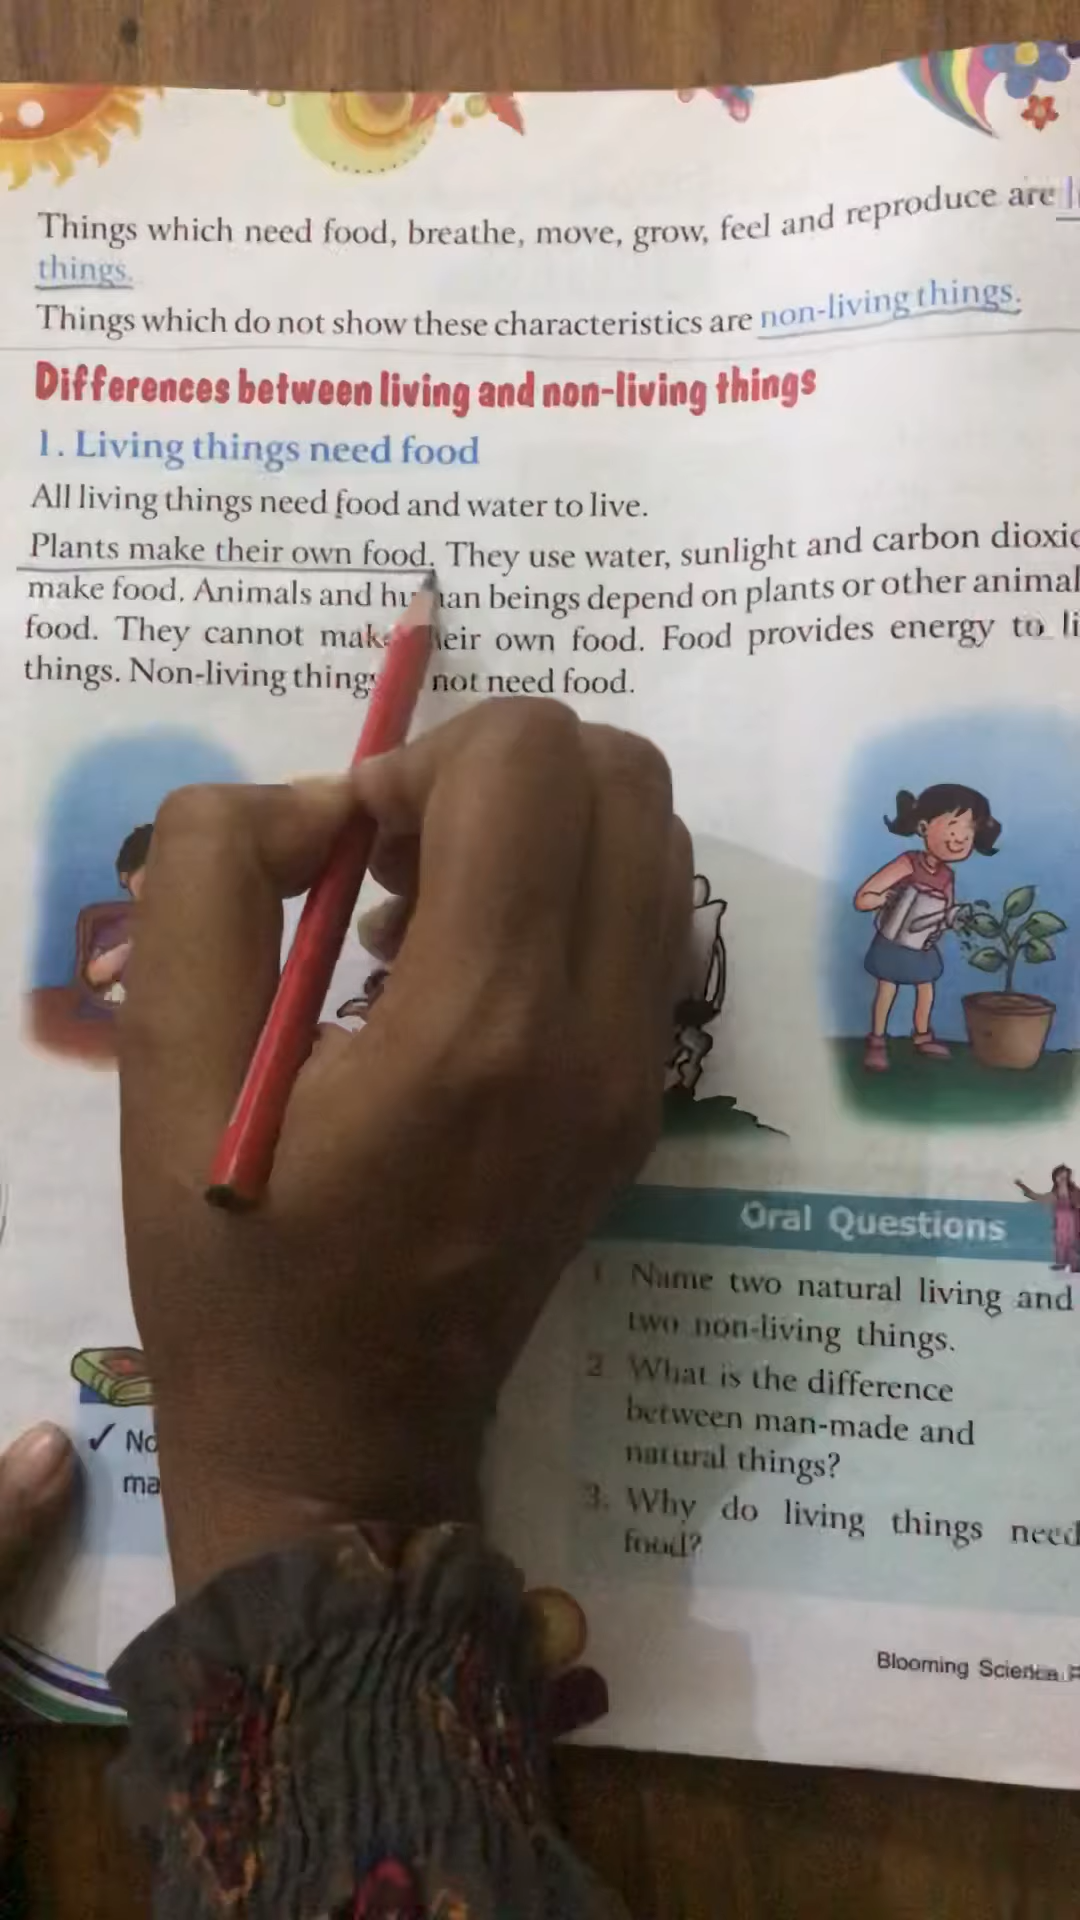 Things which need food, breathe, move, grow, feel and reproduce are
things.
Things which do not show these characteristics are non-living things.
Differences between living and non-living things
1. Living things need food
All living things need food and water to live.
Plants make their own food. They use water, sunlight and carbon
make food. Animals and beings depend on plants or other
food. They cannot own food. Food provides energy to
things. Non-living not need food.
Oral Questions
1. Name two natural living and
two non-living things.
2. What is the difference
between man-made and
natural things?
3. Why do living things need
food?
✓
Blooming Science